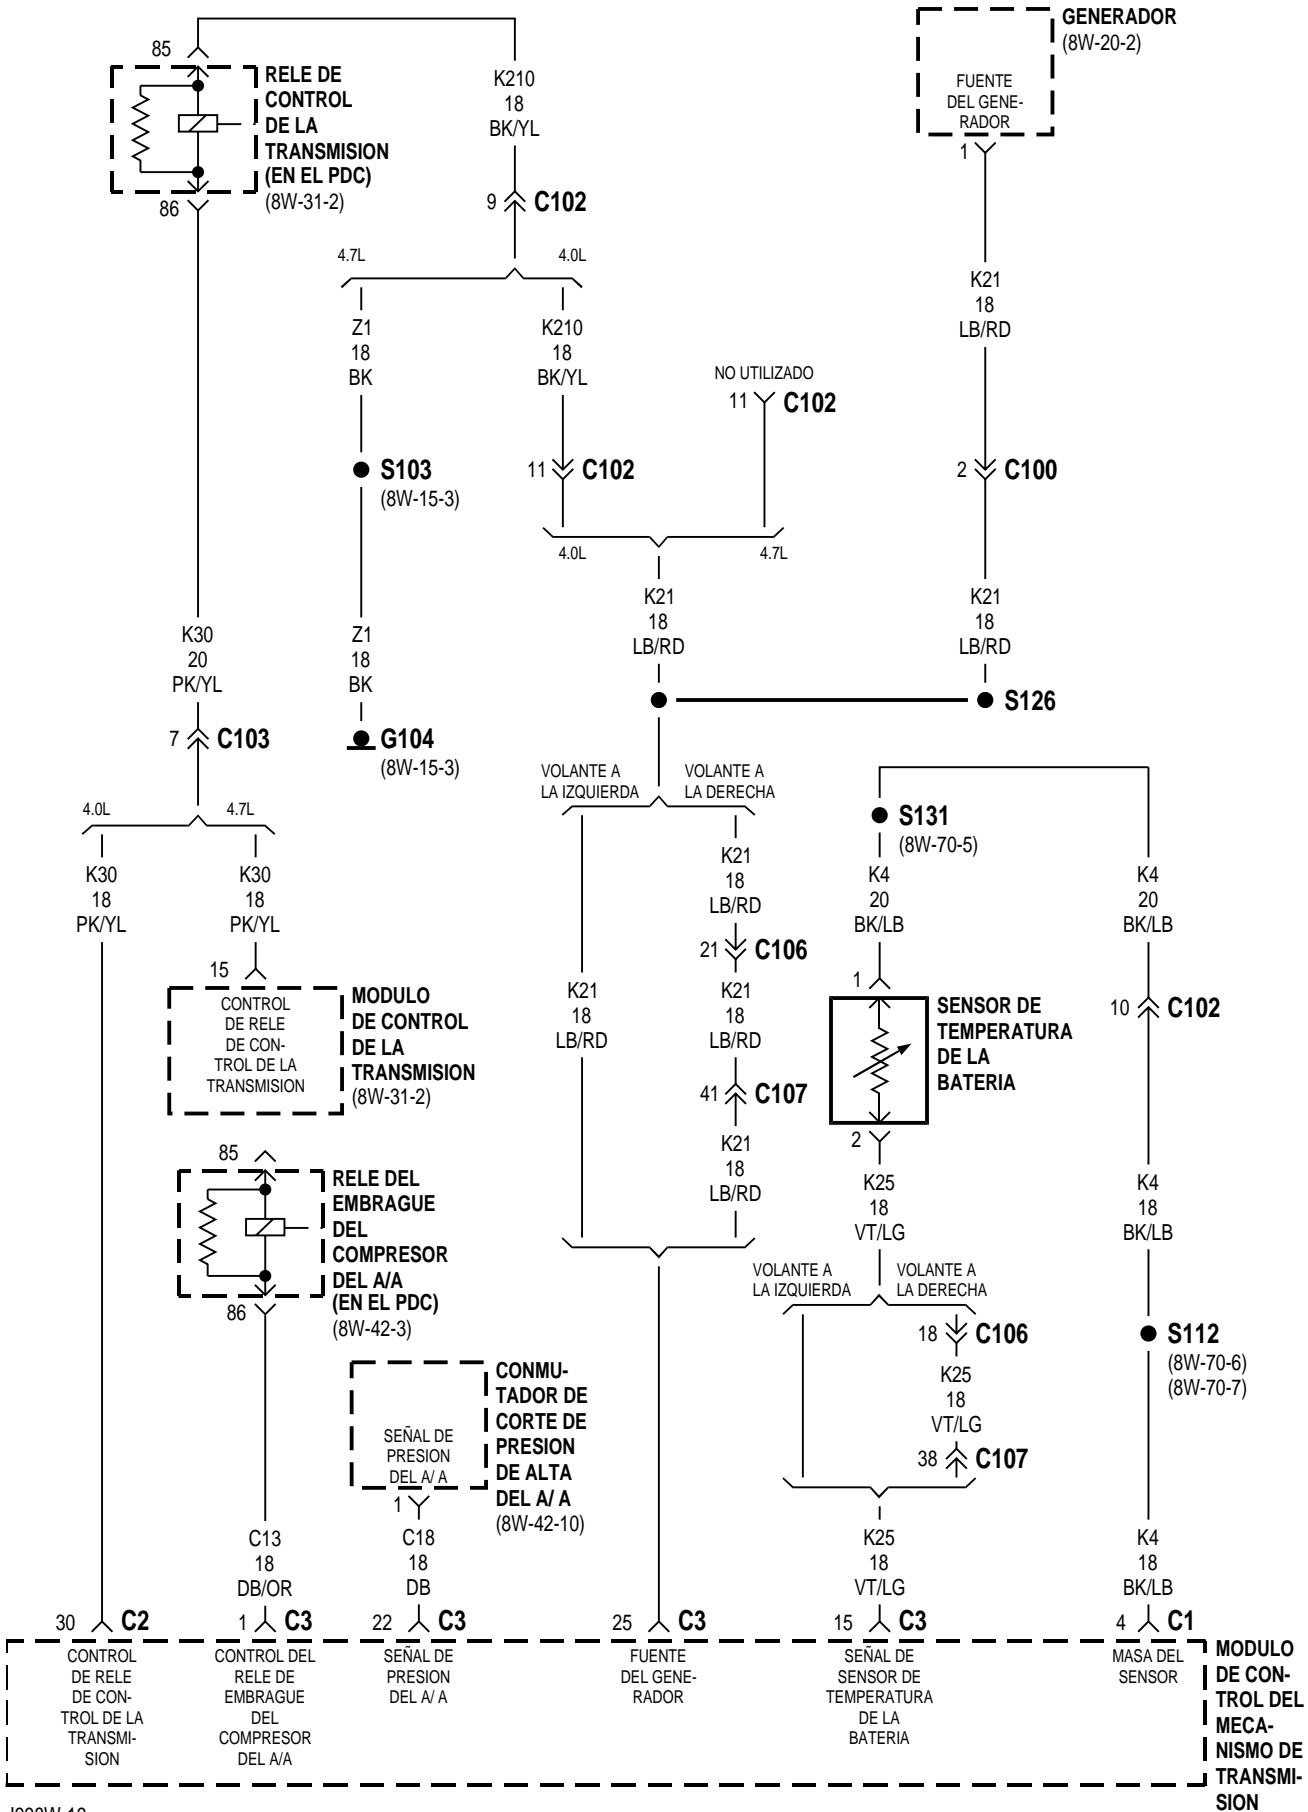 85
RELE DE
CONTROL
DE LA
TRANSMISION
(EN EL PDC)
(8W-31-2)
86
K210
18
BK/YL
9 C102
GENERADOR
(8W-20-2)
FUENTE
DEL GENE-
RADOR
1
K21
18
LB/RD
4.7L
4.0L
Z1
18
BK
K210
18
BK/YL
NO UTILIZADO
11 C102
S103
(8W-15-3)
11 C102
2 C100
4.0L
4.7L
K21
18
LB/RD
K21
18
LB/RD
K30
20
PK/YL
Z1
18
BK
S126
7 C103
G104
(8W-15-3)
VOLANTE A
LA IZQUIERDA
VOLANTE A
LA DERECHA
4.0L
4.7L
S131
(8W-70-5)
K30
18
PK/YL
K30
18
PK/YL
K21
18
LB/RD
K4
20
BK/LB
K4
20
BK/LB
21 C106
15
CONTROL
DE RELE
DE CON-
TROL DE LA
TRANSMISION
MODULO
DE CONTROL
DE LA
TRANSMISION
(8W-31-2)
K21
18
LB/RD
K21
18
LB/RD
1
SENSOR DE
TEMPERATURA
DE LA
BATERIA
10 C102
41 C107
2
85
RELE DEL
EMBRAGUE
DEL
COMPRESOR
DEL A/A
(EN EL PDC)
(8W-42-3)
86
K21
18
LB/RD
K25
18
VT/LG
K4
18
BK/LB
VOLANTE A
LA IZQUIERDA
VOLANTE A
LA DERECHA
18 C106
S112
(8W-70-6)
(8W-70-7)
K25
18
VT/LG
38 C107
SEÑAL DE
PRESION
DEL A/ A
CONMU-
TADOR DE
CORTE DE
PRESION
DE ALTA
DEL A/ A
(8W-42-10)
1
C13
18
DB/OR
C18
18
DB
K25
18
VT/LG
K4
18
BK/LB
30 C2
1 C3
22 C3
25 C3
15 C3
4 C1
CONTROL
DE RELE
DE CON-
TROL DE LA
TRANSMI-
SION
CONTROL DEL
RELE DE
EMBRAGUE
DEL
COMPRESOR
DEL A/A
SEÑAL DE
PRESION
DEL A/ A
FUENTE
DEL GENE-
RADOR
SEÑAL DE
SENSOR DE
TEMPERATURA
DE LA
BATERIA
MASA DEL
SENSOR
MODULO
DE CON-
TROL DEL
MECA-
NISMO DE
TRANSMI-
SION